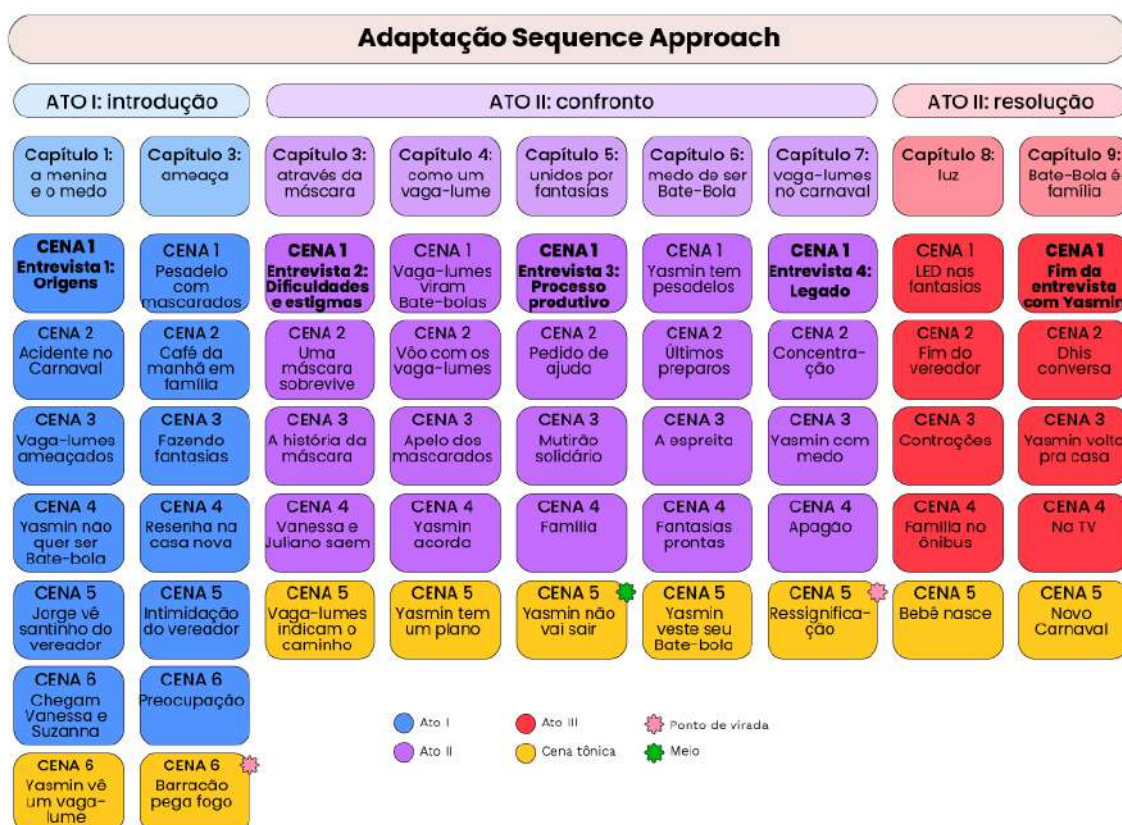 Adaptação Sequence Approach
ATO I: introdução
ATO II: confronto
ATO II: resolução
Capítulo 1:
a menina
e o medo
Capítulo 3:
ameaça
Capítulo 3:
através da
máscara
Capítulo 4:
como um
vaga-lume
Capítulo 5:
unidos por
fantasias
Capítulo 6:
medo de ser
Bate-Bola
Capítulo 7:
vaga-lumes
no carnaval
Capítulo 8:
luz
Capítulo 9:
Bate-Bola é
família
CENA 1
Entrevista 1:
Origens
CENA 1
Pesadelo
com
mascarados
CENA 1
Entrevista 2:
Dificuldades
e estigmas
CENA 1
Vaga-lumes
viram
Bate-bolas
CENA 1
Entrevista 3:
Processo
produtivo
CENA 1
Yasmin tem
pesadelos
CENA 1
Entrevista 4:
Legado
CENA 1
LED nas
fantasias
CENA 1
Fim da
entrevista
com Yasmin
CENA 2
Acidente no
Carnaval
CENA 2
Café da
manhã em
família
CENA 2
Uma
máscara
sobrevive
CENA 2
Vôo com os
vaga-lumes
CENA 2
Pedido de
ajuda
CENA 2
Últimos
preparos
CENA 2
Concentra-
ção
CENA 2
Fim do
vereador
CENA 2
Dhis
conversa
CENA 3
Vaga-lumes
ameaçados
CENA 3
Fazendo
fantasias
CENA 3
A história da
máscara
CENA 3
Apelo dos
mascarados
CENA 3
Mutirão
solidário
CENA 3
A espreita
CENA 3
Yasmin com
medo
CENA 3
Contrações
CENA 3
Yasmin volta
pra casa
CENA 4
Yasmin não
quer ser
Bate-bola
CENA 4
Resenha na
casa nova
CENA 4
Vanessa e
Juliano saem
CENA 4
Yasmin
acorda
CENA 4
Família
CENA 4
Fantasias
prontas
CENA 4
Apagão
CENA 4
Família no
ônibus
CENA 4
Na TV
CENA 5
Jorge vê
santinho do
vereador
CENA 5
Intimidação
do vereador
CENA 5
Vaga-lumes
indicam o
caminho
CENA 5
Yasmin tem
um plano
CENA 5
Yasmin não
vai sair
CENA 5
Yasmin
veste seu
Bate-bola
CENA 5
Ressignifica-
ção
CENA 5
Bebê nasce
CENA 5
Novo
Carnaval
CENA 6
Chegam
Vanessa e
Suzanna
CENA 6
Preocupação
CENA 6
Yasmin vê
um vaga-
lume
CENA 6
Barracão
pega fogo
Ato I
Ato III
Ponto de virada
Ato II
Cena tônica
Meio